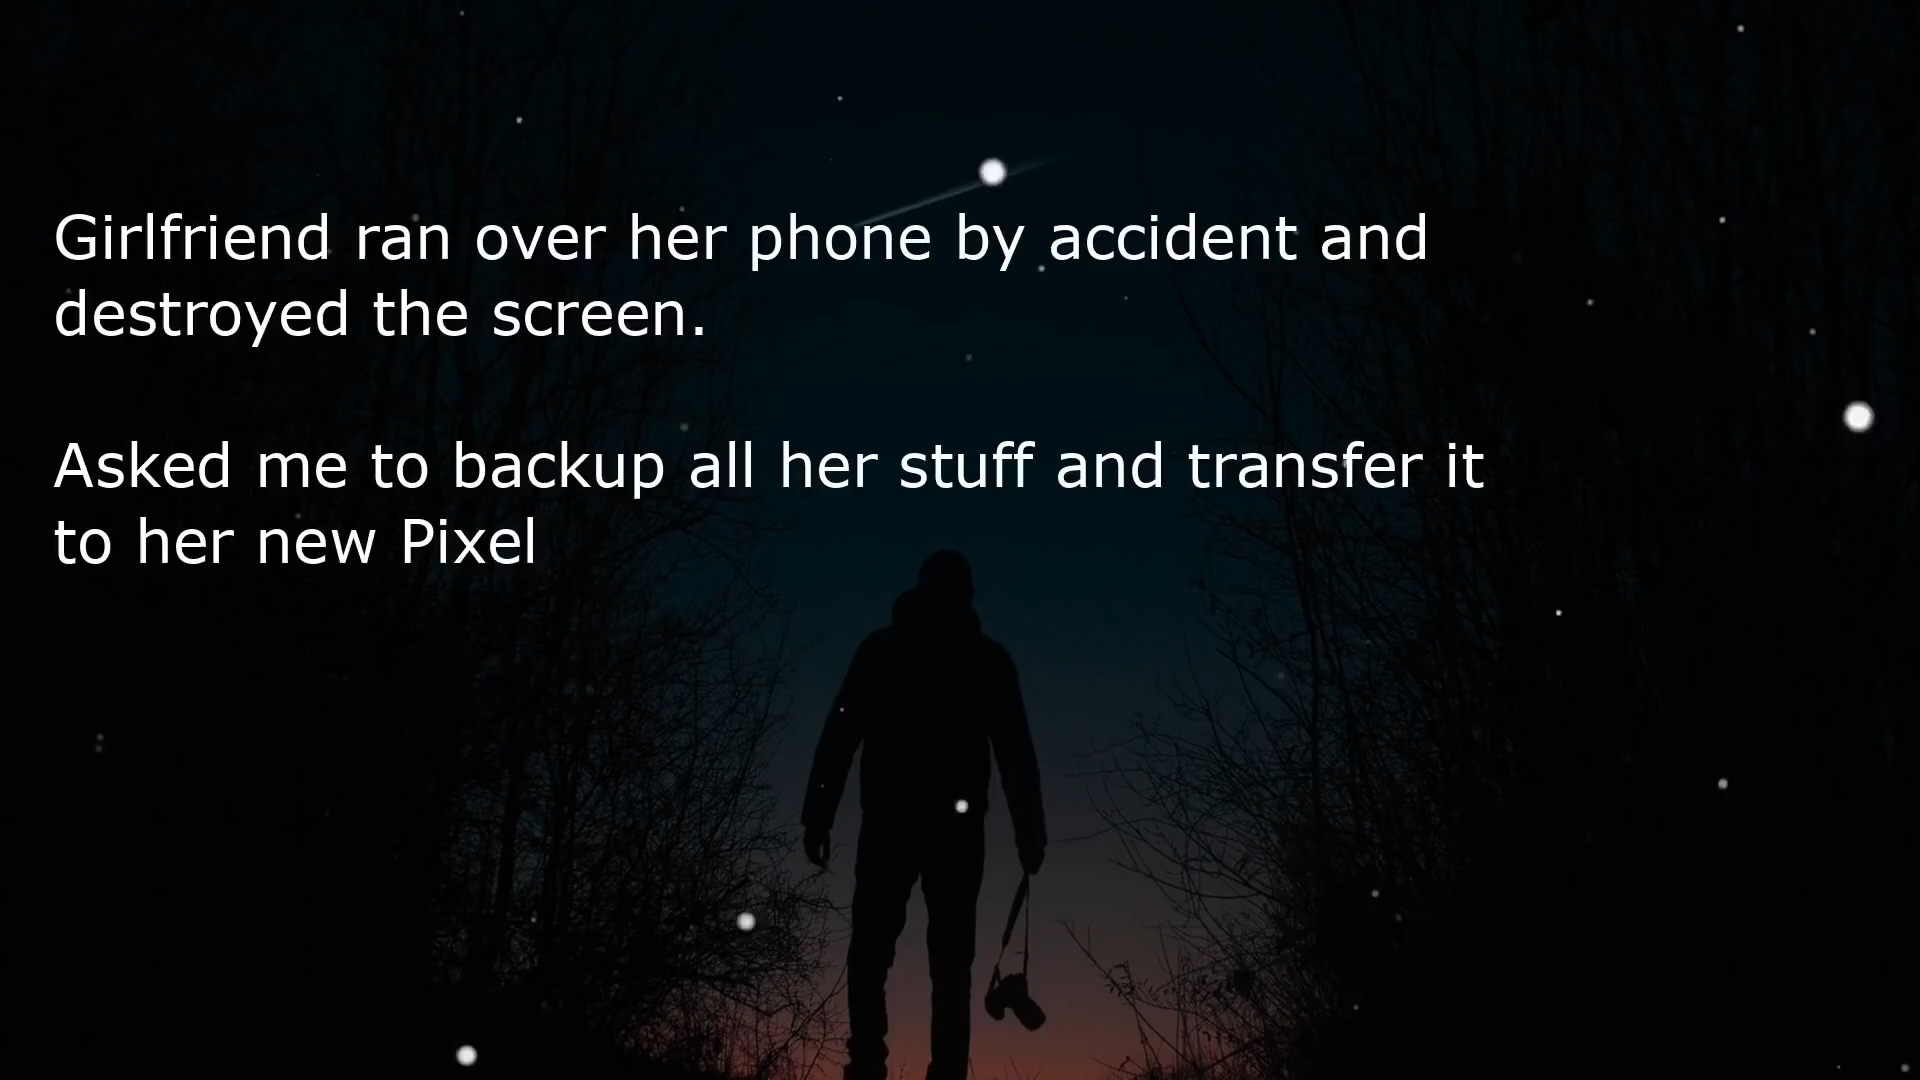 Girlfriend ran over her phone by accident and
destroyed the screen.
Asked me to backup all her stuff and transfer it
to her new Pixel